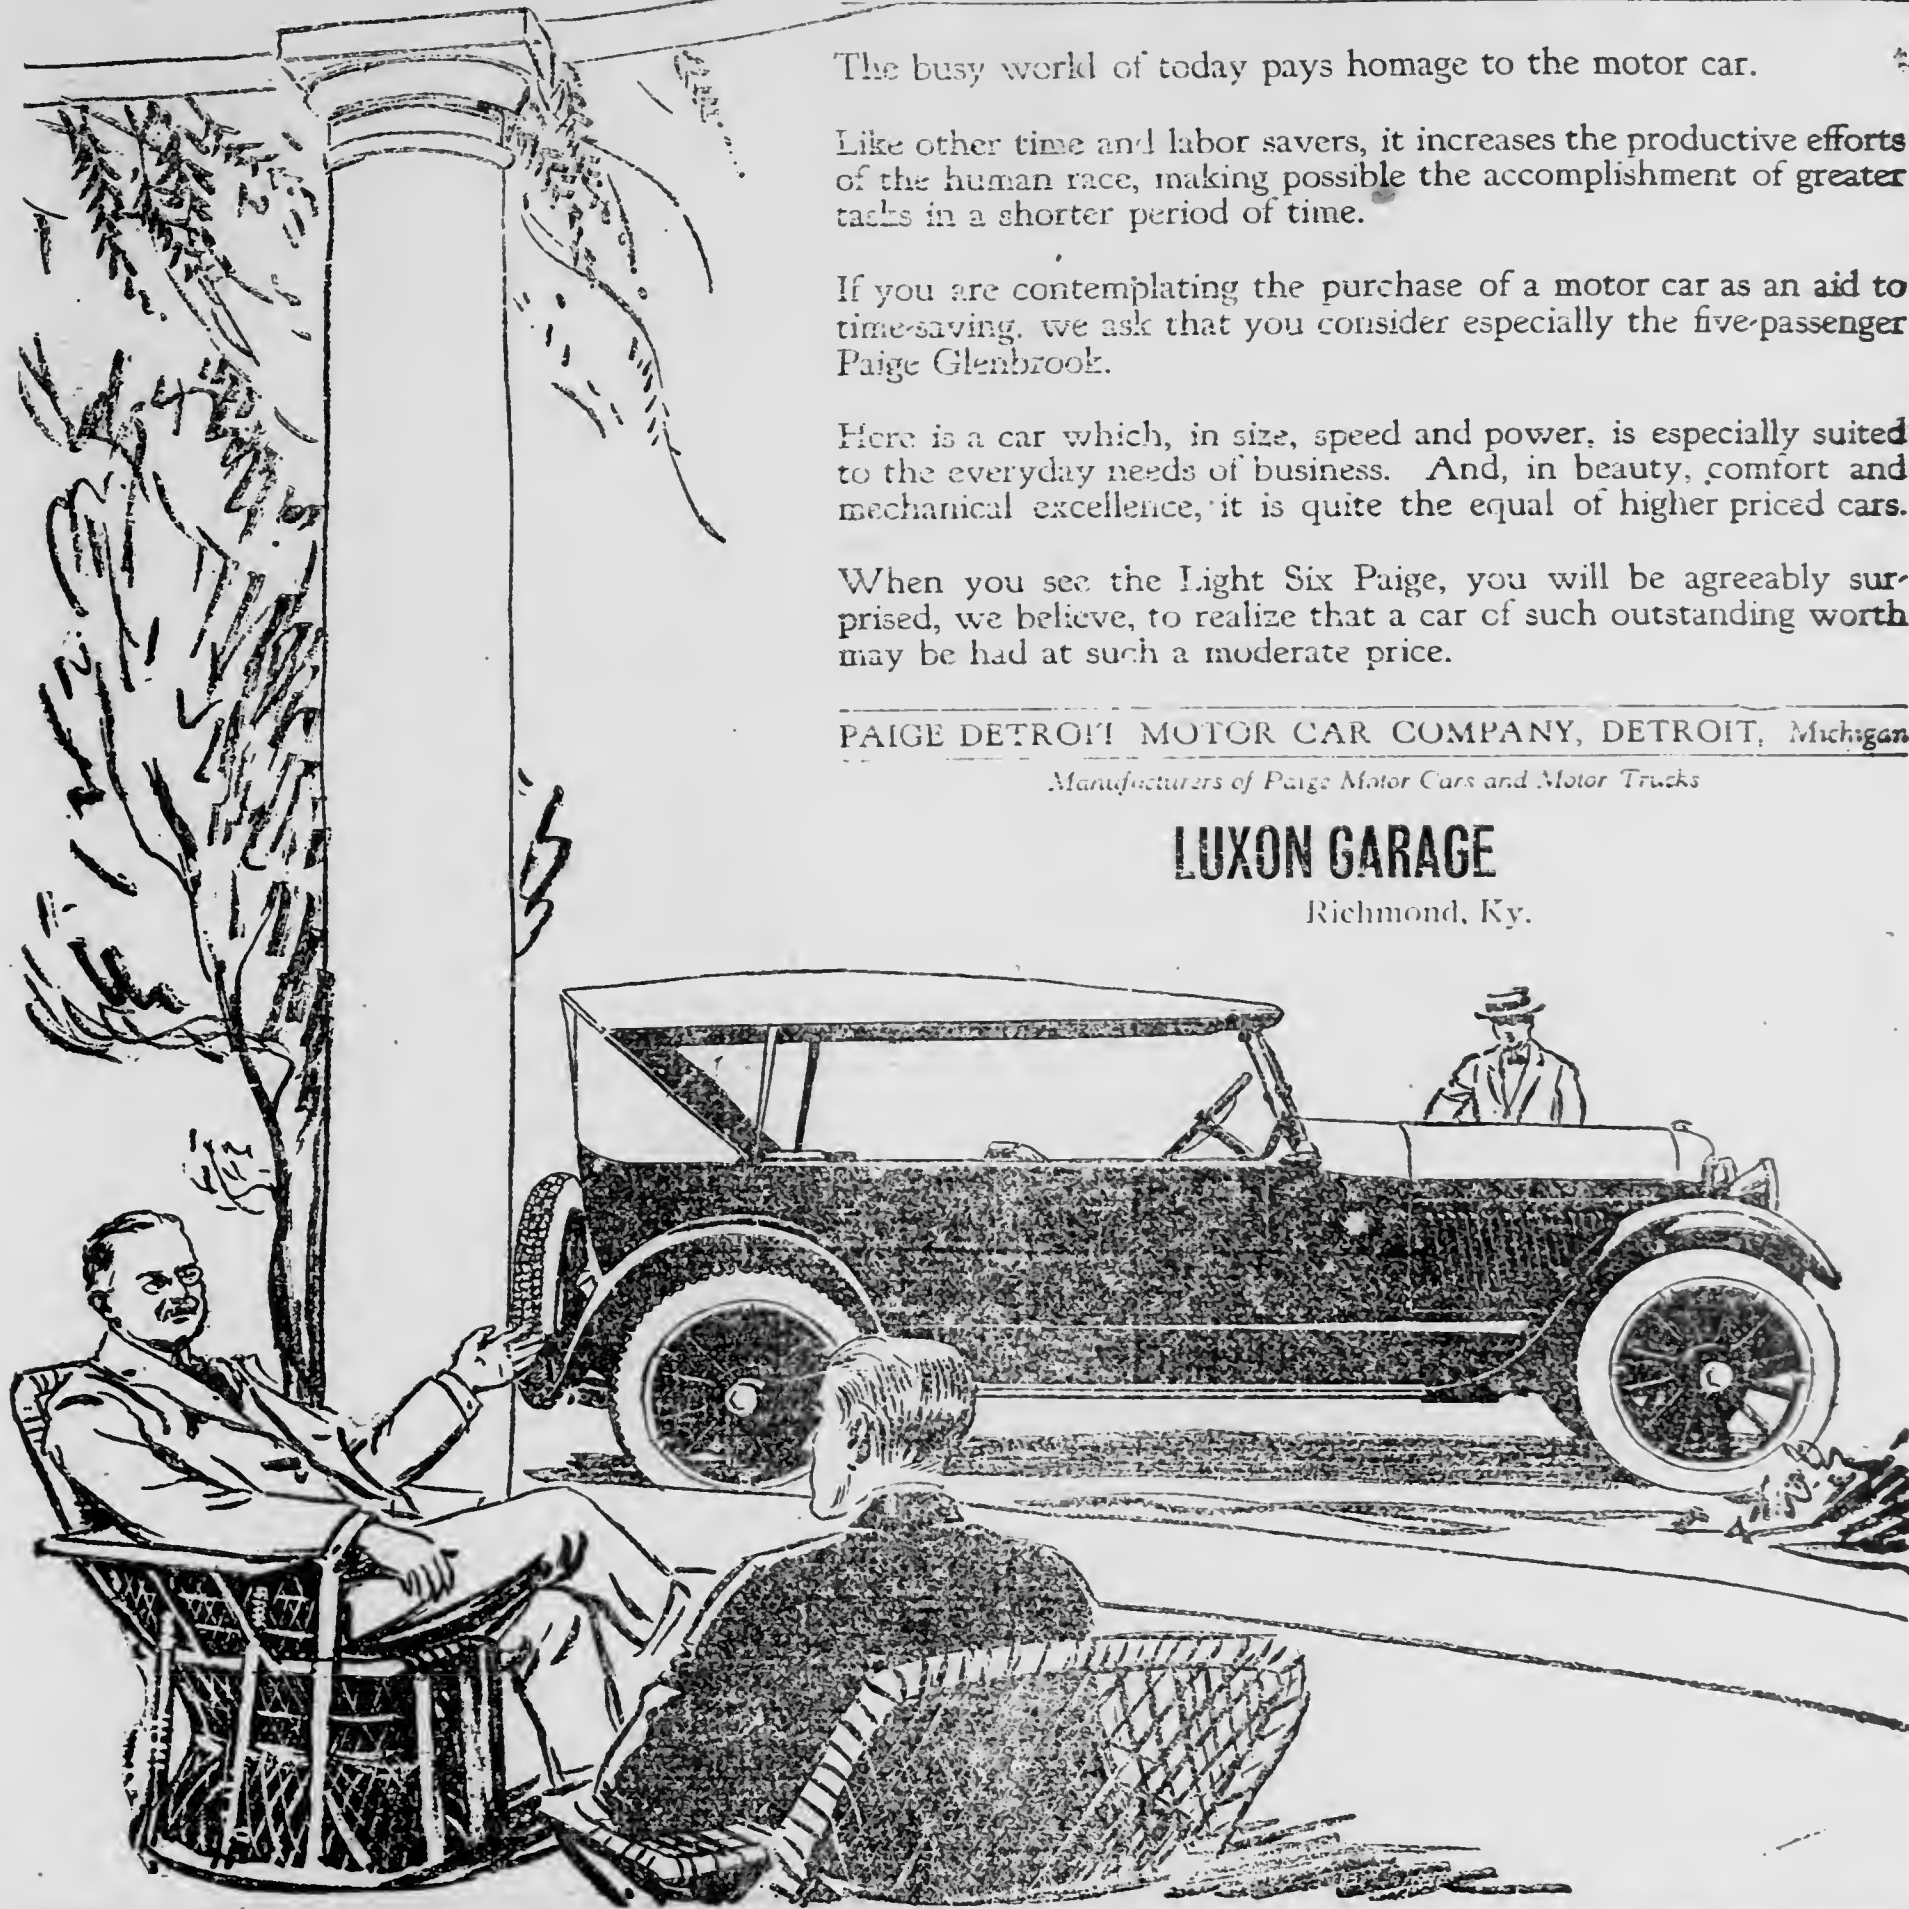 The busy world of today pays homage to the motor car.
Like other time and labor savers, it increases the productive efforts
of the human race, making possible the accomplishment of greater
tasks in a shorter period of time.
If you are contemplating the purchase of a motor car as an aid to
time-saving, we ask that you consider especially the five-passenger
Paige Glenbrook.
Here is a car which, in size, speed and power, is especially suited
to the everyday needs of business. And, in beauty, comfort and
mechanical excellence, it is quite the equal of higher priced cars.
When you see the Light Six Paige, you will be agreeably sur-
prised, we believe, to realize that a car of such outstanding worth
may be had at such a moderate price.
PAIGE DETROIT MOTOR CAR COMPANY, DETROIT, Michigan
Manufacturers of Paige Motor Cars and Motor Trucks
LUXON GARAGE
Richmond, Ky.